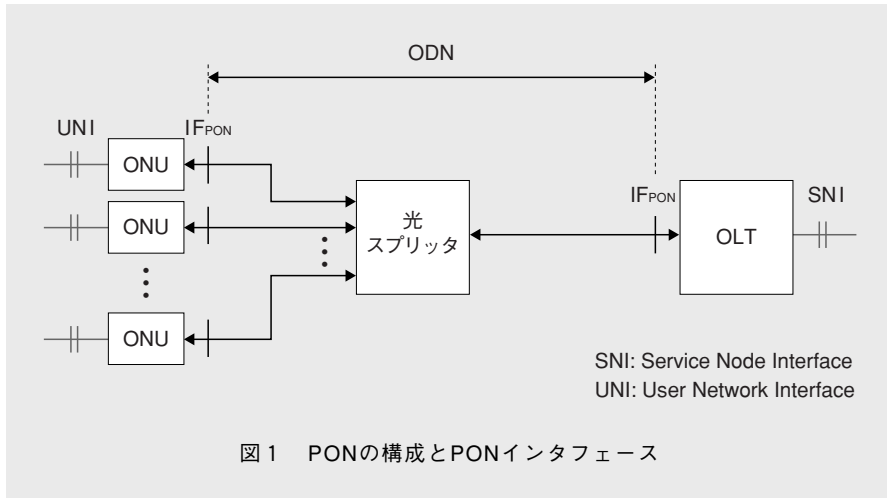 ODN
UNI
IFPON
ONU
ONU
ONU
光
スプリッタ
IFPON
OLT
SNI
SNI: Service Node Interface
UNI: User Network Interface
図1 PONの構成とPONインタフェース